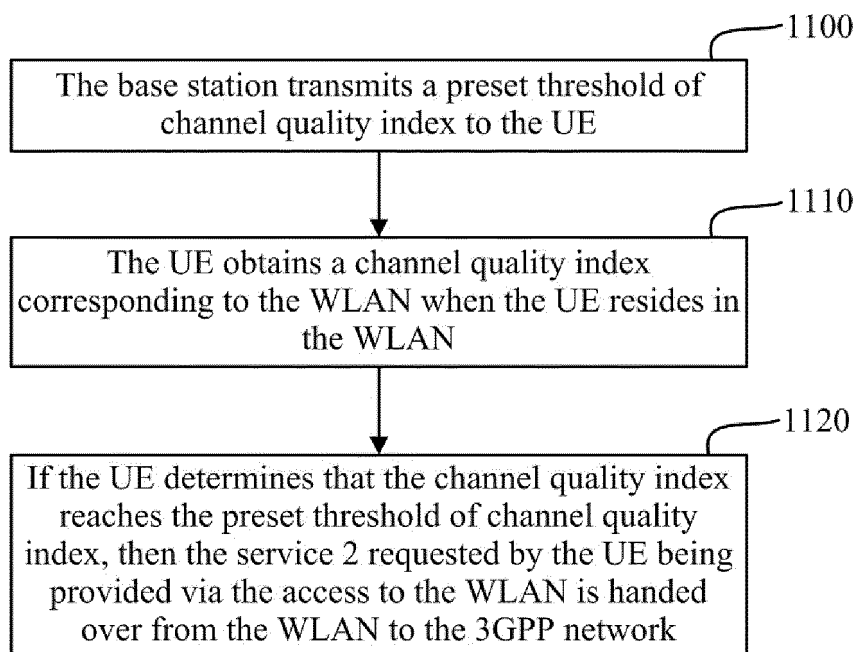 1100
The base station transmits a preset threshold of
channel quality index to the UE
1110
The UE obtains a channel quality index
corresponding to the WLAN when the UE resides in
the WLAN
1120
If the UE determines that the channel quality index
reaches the preset threshold of channel quality
index, then the service 2 requested by the UE being
provided via the access to the WLAN is handed
over from the WLAN to the 3GPP network